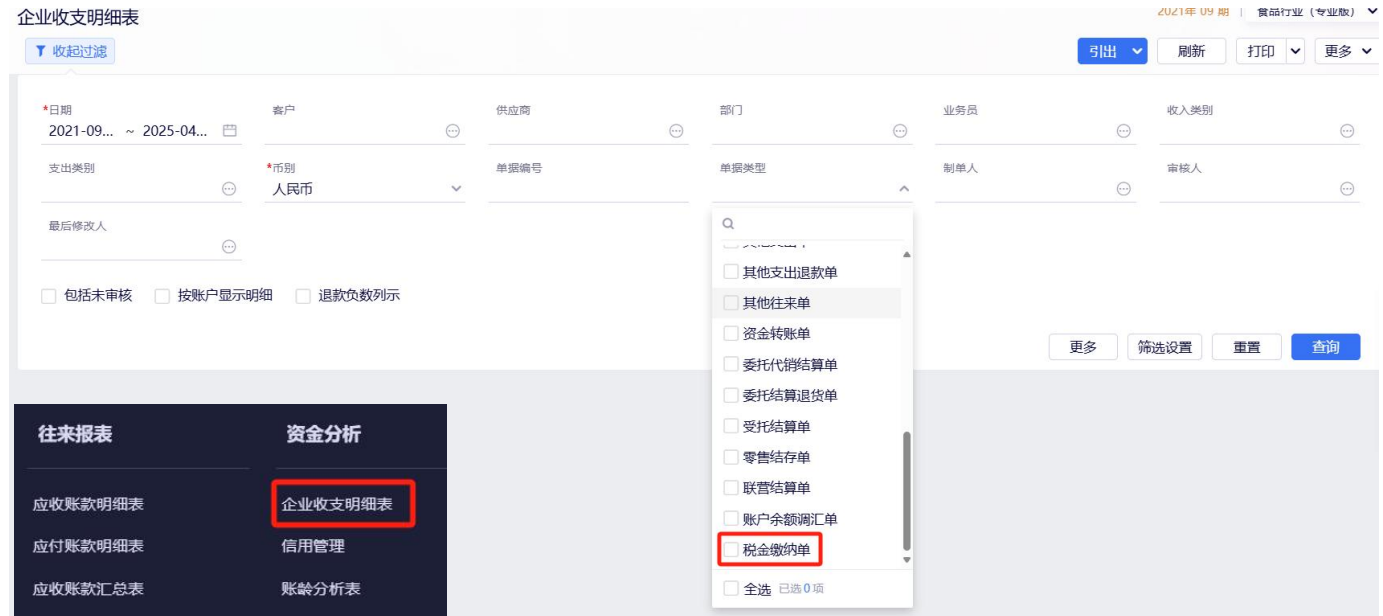 企业收支明细表
2021年 09 期 | 食品行业（专业版）
收起过滤
引出 刷新 打印 更多
*日期 客户 供应商 部门 业务员 收入类别
2021-09... ~ 2025-04...
支出类别 *币别 单据编号 单据类型 制单人 审核人
人民币
最后修改人
包括未审核 按账户显示明细 退款负数列示
其他支出退款单
其他往来单
资金转账单
委托代销结算单
委托结算退货单
受托结算单
零售结存单
联营结算单
账户余额调汇单
税金缴纳单
全选 已选0项
更多 筛选设置 重置 查询
往来报表 资金分析
应收账款明细表 企业收支明细表
应付账款明细表 信用管理
应收账款汇总表 账龄分析表